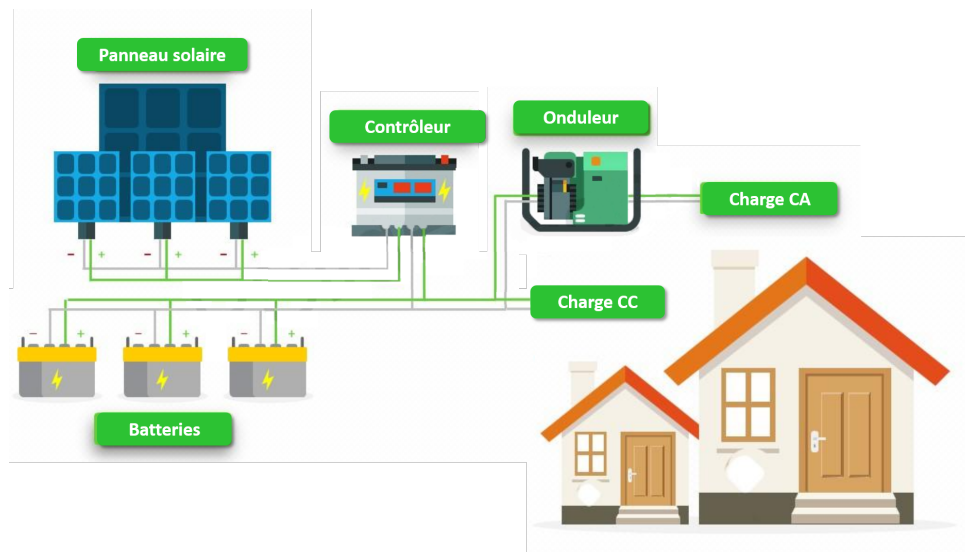 Panneau solaire
Contrôleur
Onduleur
Charge CA
- + - + - +
Charge CC
- + - + - +
Batteries